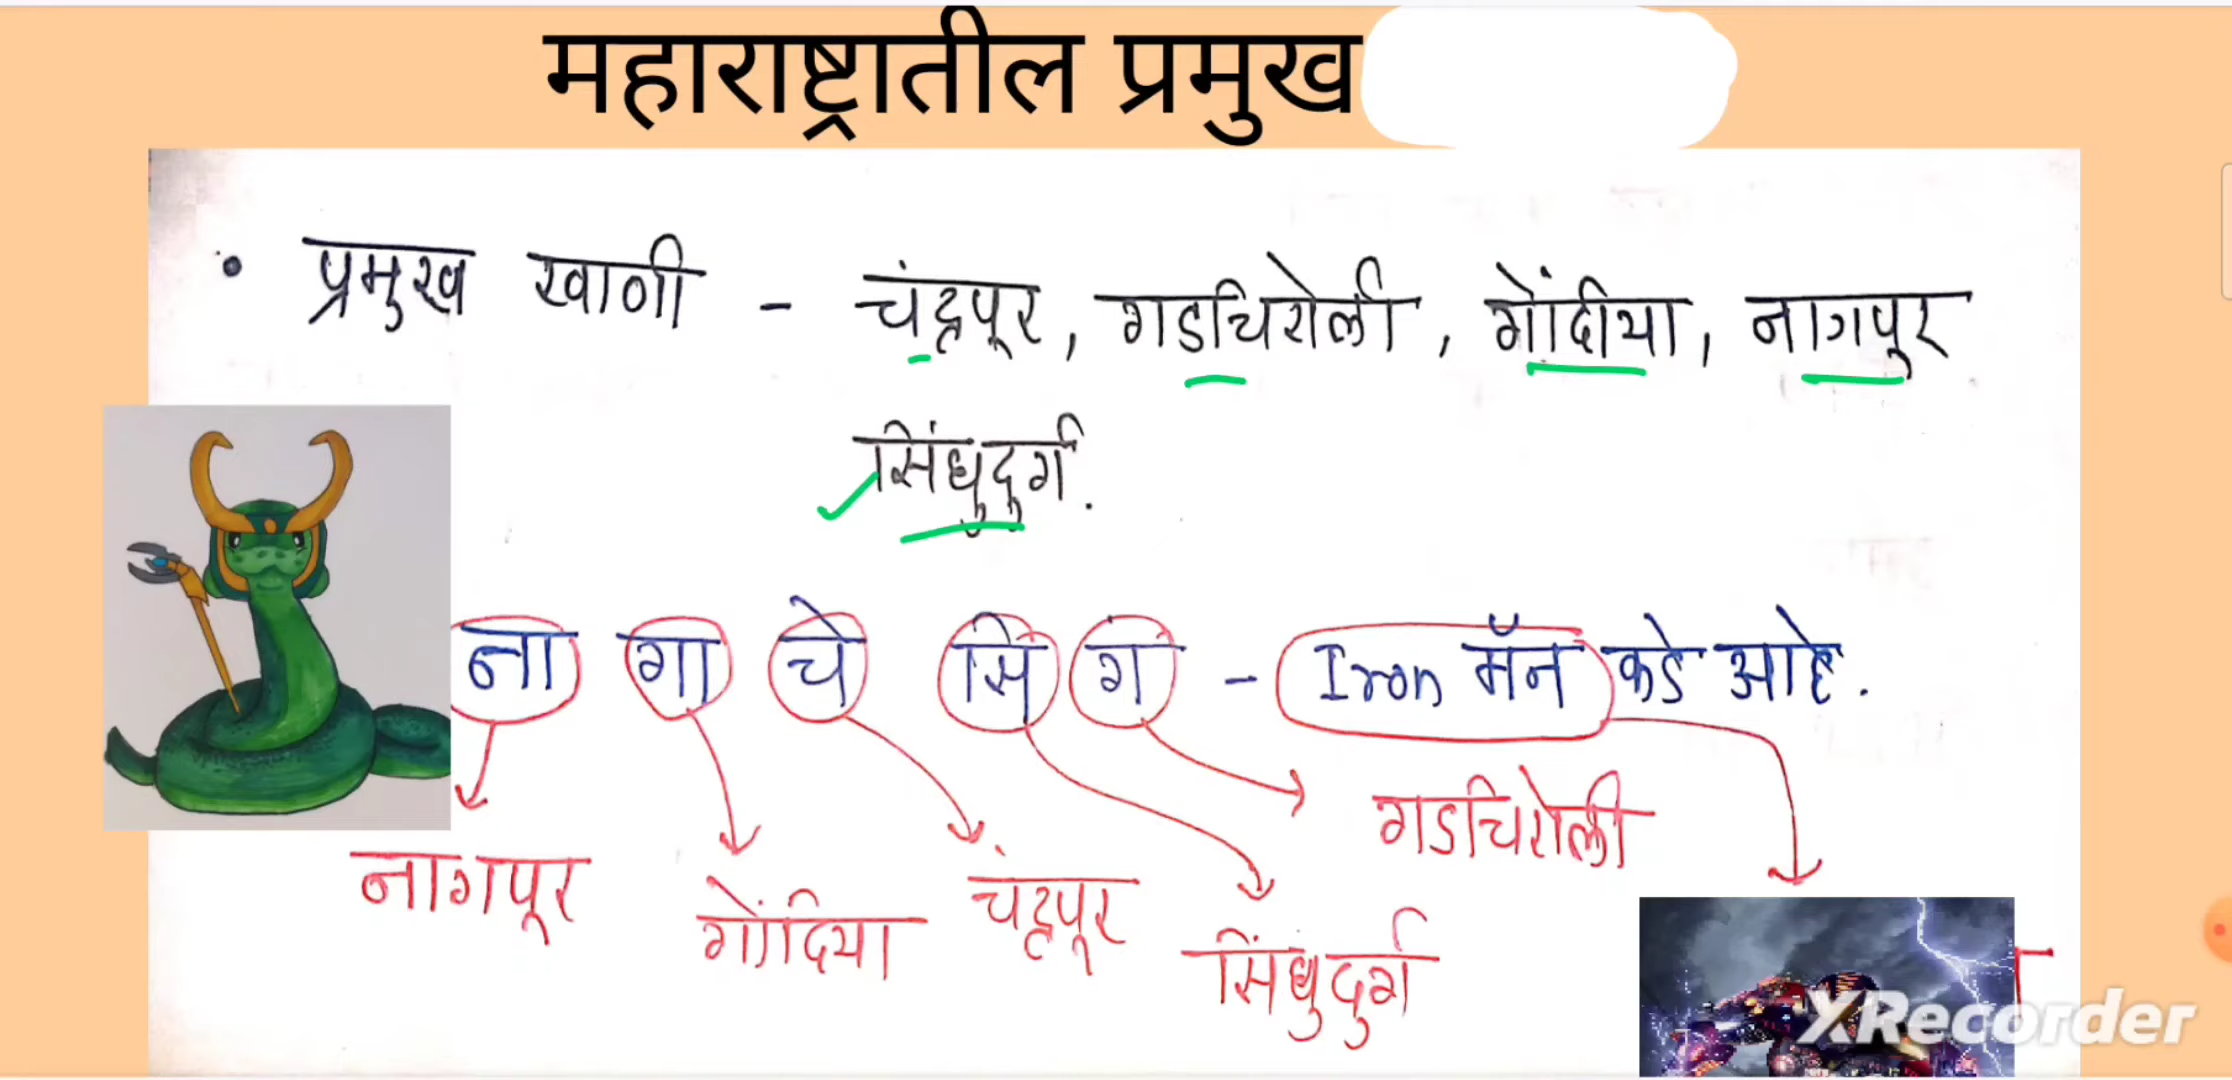 महाराष्ट्रातील प्रमुख
• प्रमुख खाणी - चंद्रपूर, गडचिरोली, गोंदीया, नागपुर
सिंधुदुर्ग.
ना गा चे सिं ग - Iron मॅन कडे आहे.
गडचिरोली
नागपूर
गोंदिया
चंद्रपूर
सिंधुदुर्ग
XRecorder